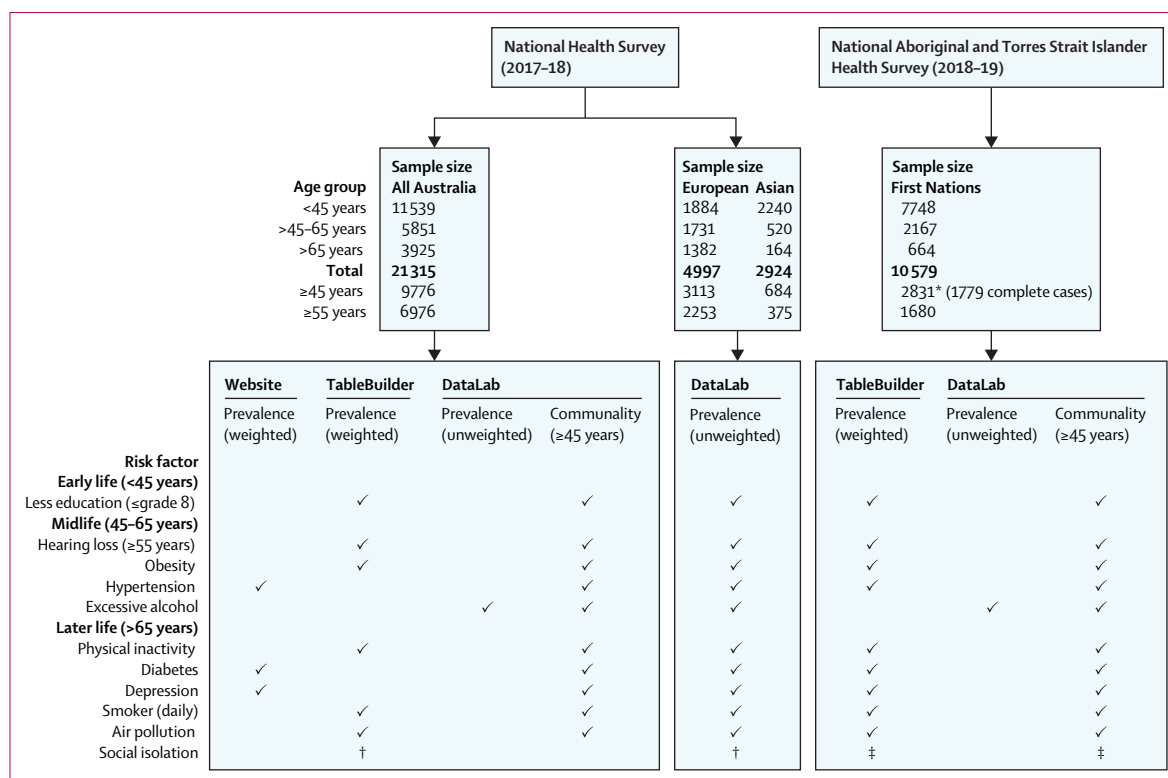 National Health Survey
(2017–18)
National Aboriginal and Torres Strait Islander
Health Survey (2018–19)
Sample size
All Australia
Sample size
European Asian
Sample size
First Nations
Age group
<45 years 11 539 1884 2240 7748
>45–65 years 5851 1731 520 2167
>65 years 3925 1382 164 664
Total 21 315 4997 2924 10 579
≥45 years 9776 3113 684 2831* (1779 complete cases)
≥55 years 6976 2253 375 1680
Website TableBuilder DataLab DataLab TableBuilder DataLab
Prevalence Prevalence Prevalence Communality Prevalence Prevalence Prevalence Communality
(weighted) (weighted) (unweighted) (≥45 years) (unweighted) (weighted) (unweighted) (≥45 years)
Risk factor
Early life (<45 years)
Less education (≤grade 8) ✓ ✓ ✓ ✓ ✓
Midlife (45–65 years)
Hearing loss (≥55 years) ✓ ✓ ✓ ✓ ✓
Obesity ✓ ✓ ✓ ✓ ✓
Hypertension ✓ ✓ ✓ ✓ ✓
Excessive alcohol ✓ ✓ ✓ ✓ ✓
Later life (>65 years)
Physical inactivity ✓ ✓ ✓ ✓ ✓
Diabetes ✓ ✓ ✓ ✓ ✓
Depression ✓ ✓ ✓ ✓ ✓
Smoker (daily) ✓ ✓ ✓ ✓ ✓
Air pollution ✓ ✓ ✓ ✓ ✓
Social isolation † † ‡ ‡